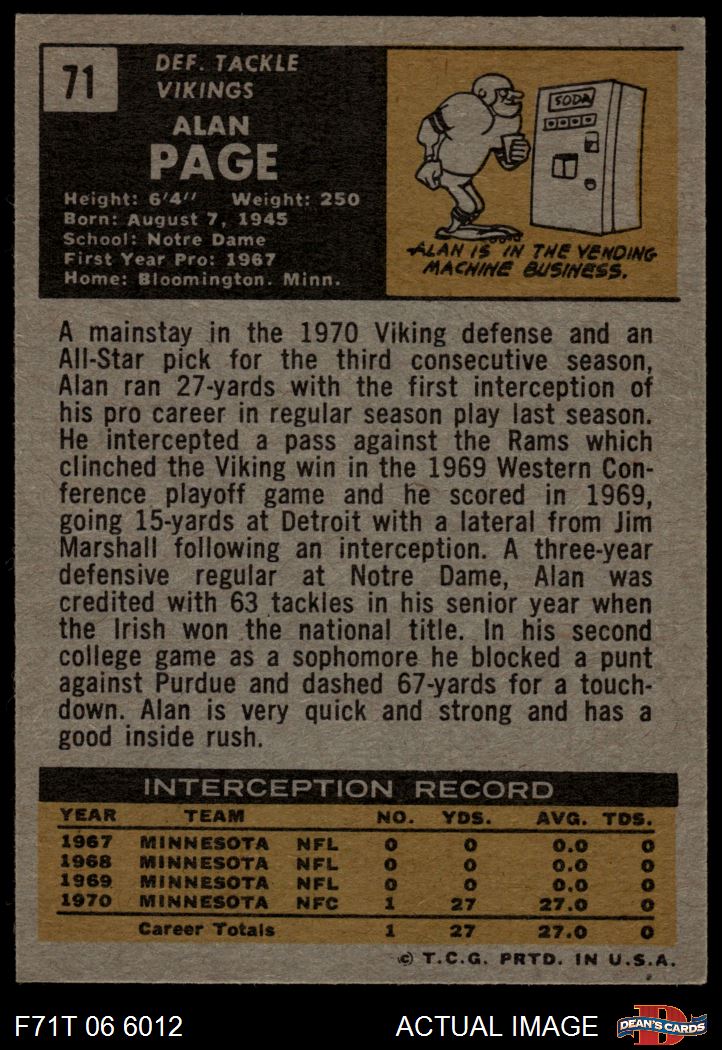 71
DEF. TACKLE
VIKINGS
ALAN
PAGE
Height: 6'4" Weight: 250
Born: August 7, 1945
School: Notre Dame
First Year Pro: 1967
Home: Bloomington. Minn.
SODA
ALAN IS IN THE VENDING
MACHINE BUSINESS.
A mainstay in the 1970 Viking defense and an
All-Star pick for the third consecutive season,
Alan ran 27-yards with the first interception of
his pro career in regular season play last season.
He intercepted a pass against the Rams which
clinched the Viking win in the 1969 Western Con-
ference playoff game and he scored in 1969,
going 15-yards at Detroit with a lateral from Jim
Marshall following an interception. A three-year
defensive regular at Notre Dame, Alan was
credited with 63 tackles in his senior year when
the Irish won the national title. In his second
college game as a sophomore he blocked a punt
against Purdue and dashed 67-yards for a touch-
down. Alan is very quick and strong and has a
good inside rush.
INTERCEPTION RECORD
YEAR TEAM NO. YDS. AVG. TDS.
1967 MINNESOTA NFL 0 0 0.0 0
1968 MINNESOTA NFL 0 0 0.0 0
1969 MINNESOTA NFL 0 0 0.0 0
1970 MINNESOTA NFC 1 27 27.0 0
Career Totals 1 27 27.0 0
© T.C.G. PRTD. IN U.S.A.
F71T 06 6012 ACTUAL IMAGE D DEAN'S CARDS